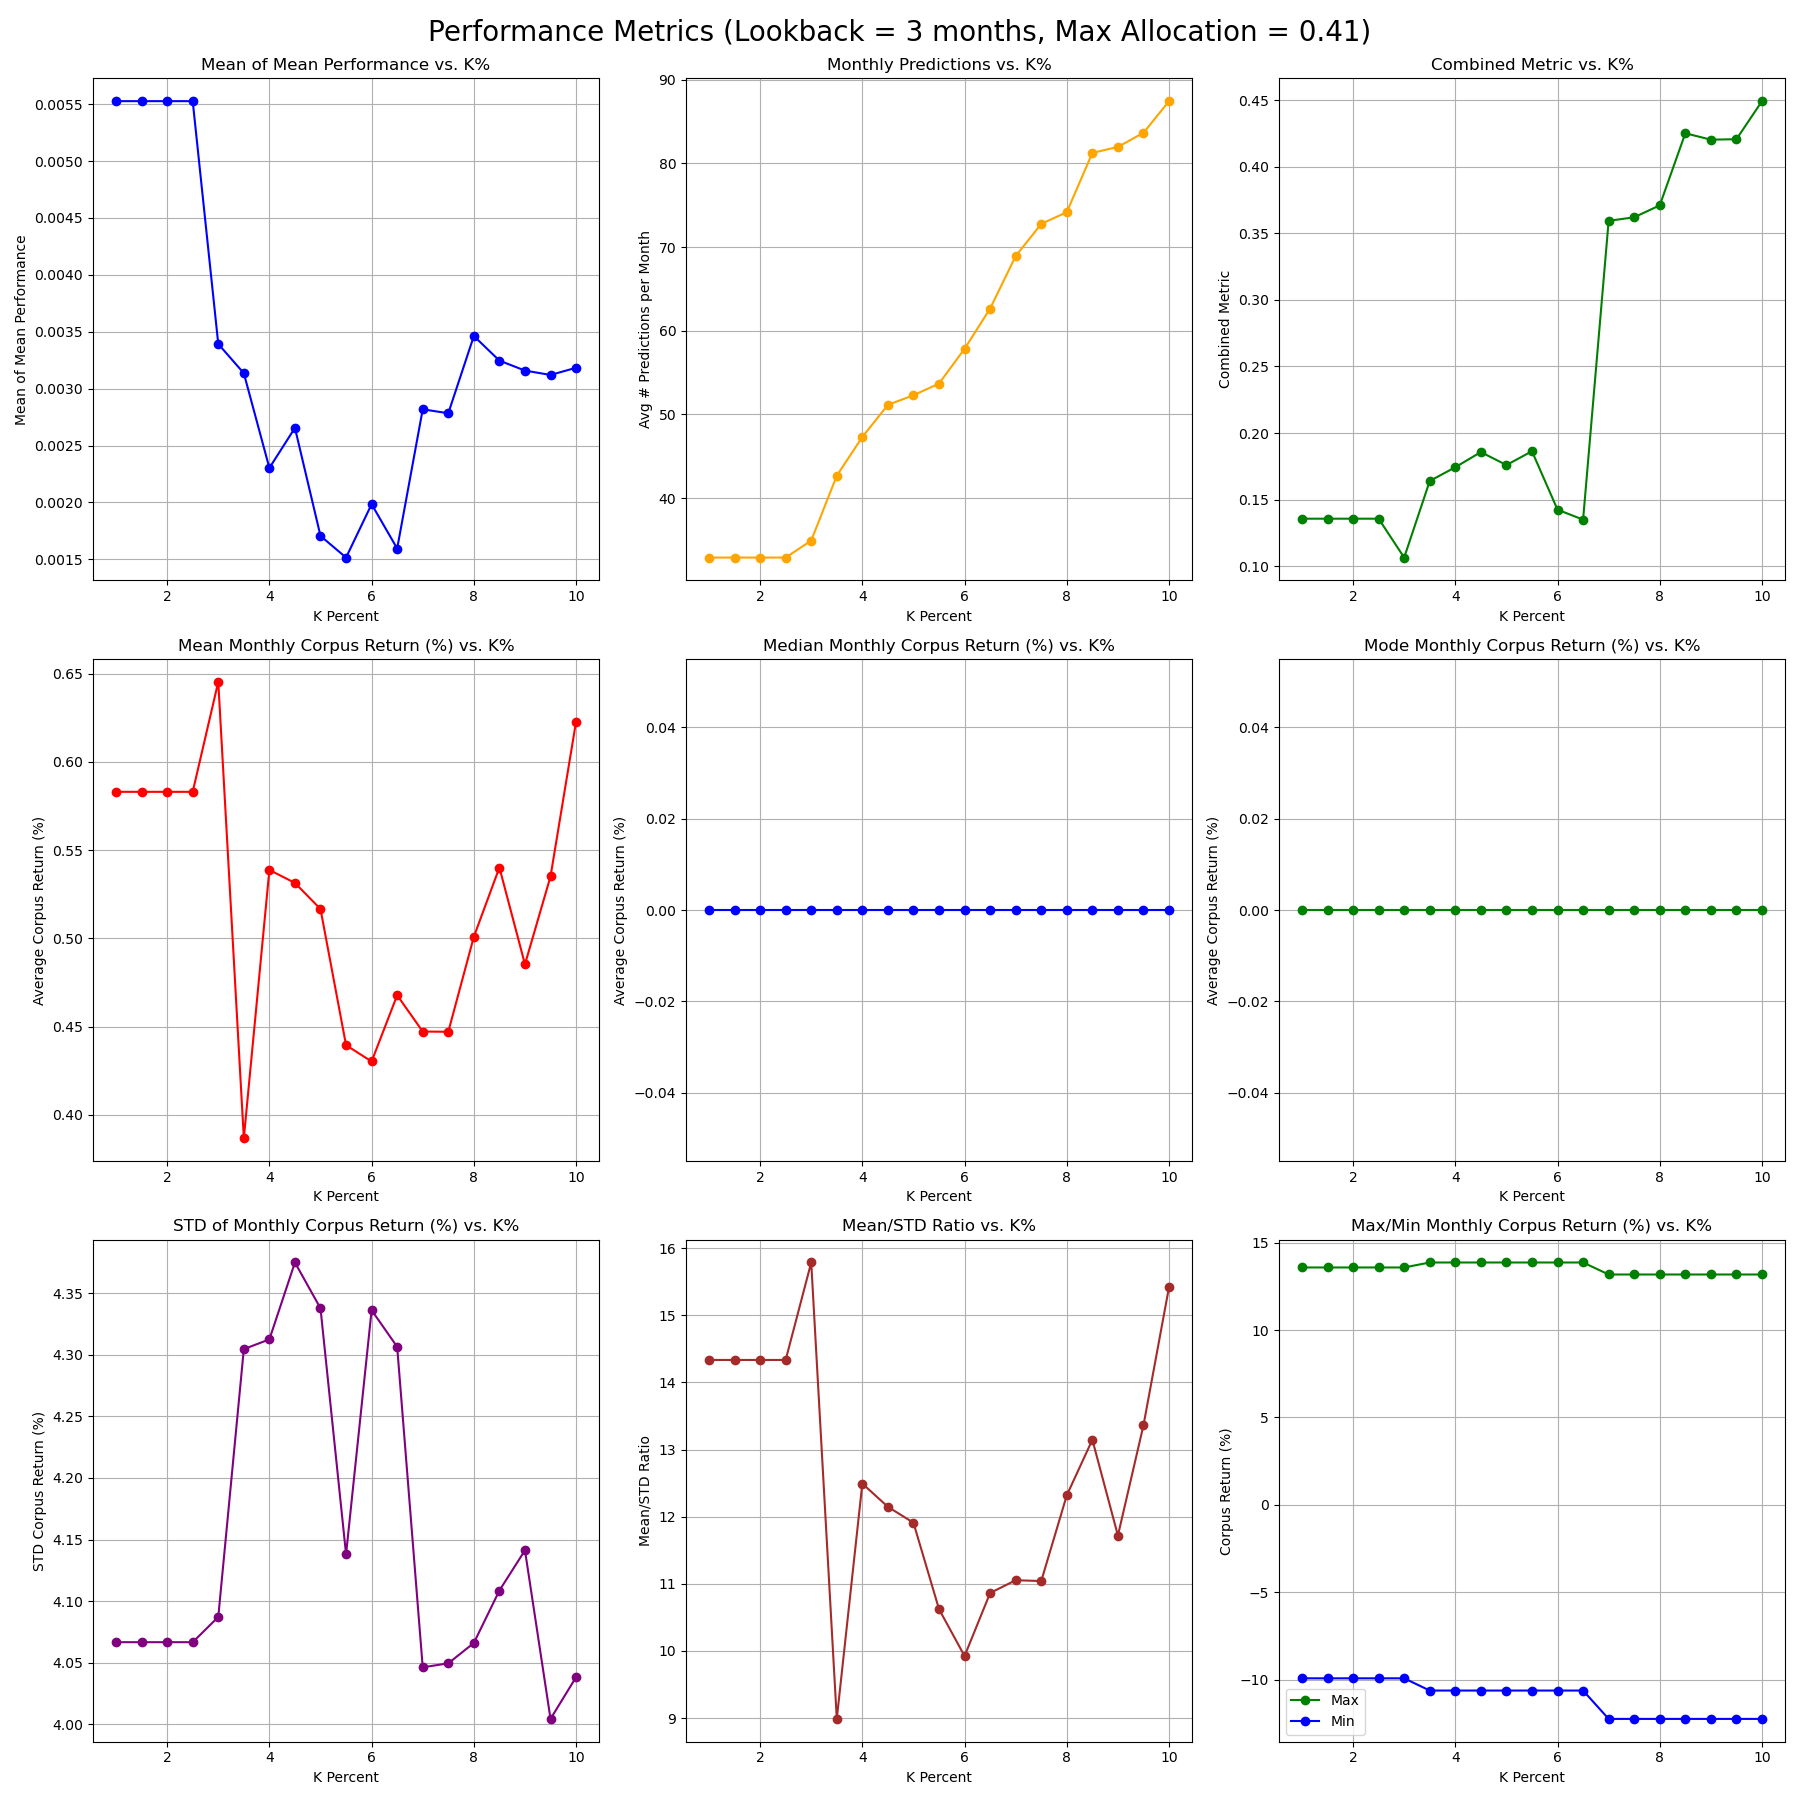 Performance Metrics (Lookback = 3 months, Max Allocation = 0.41)
Mean of Mean Performance vs. K%
Mean of Mean Performance
0.0055
0.0050
0.0045
0.0040
0.0035
0.0030
0.0025
0.0020
0.0015
2 4 6 8 10
K Percent
Monthly Predictions vs. K%
Avg # Predictions per Month
90
80
70
60
50
40
2 4 6 8 10
K Percent
Combined Metric vs. K%
Combined Metric
0.45
0.40
0.35
0.30
0.25
0.20
0.15
0.10
2 4 6 8 10
K Percent
Mean Monthly Corpus Return (%) vs. K%
Average Corpus Return (%)
0.65
0.60
0.55
0.50
0.45
0.40
2 4 6 8 10
K Percent
Median Monthly Corpus Return (%) vs. K%
Average Corpus Return (%)
0.04
0.02
0.00
−0.02
−0.04
2 4 6 8 10
K Percent
Mode Monthly Corpus Return (%) vs. K%
Average Corpus Return (%)
0.04
0.02
0.00
−0.02
−0.04
2 4 6 8 10
K Percent
STD of Monthly Corpus Return (%) vs. K%
STD Corpus Return (%)
4.35
4.30
4.25
4.20
4.15
4.10
4.05
4.00
2 4 6 8 10
K Percent
Mean/STD Ratio vs. K%
Mean/STD Ratio
16
15
14
13
12
11
10
9
2 4 6 8 10
K Percent
Max/Min Monthly Corpus Return (%) vs. K%
Corpus Return (%)
15
10
5
0
−5
−10
Max
Min
2 4 6 8 10
K Percent